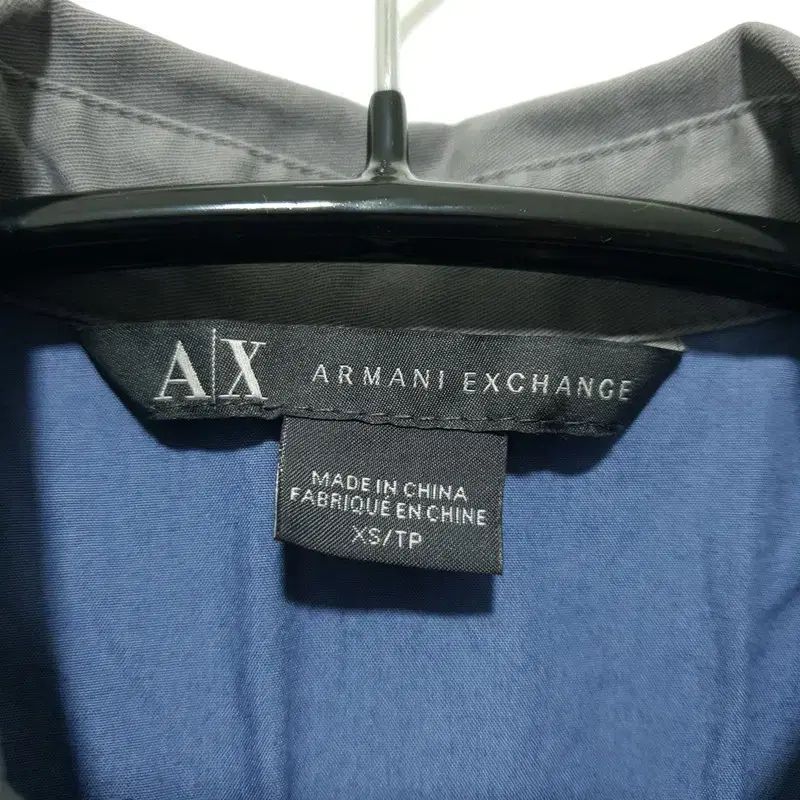 A|X ARMANI EXCHANGE
MADE IN CHINA
FABRIQUÉ EN CHINE
XS/TP